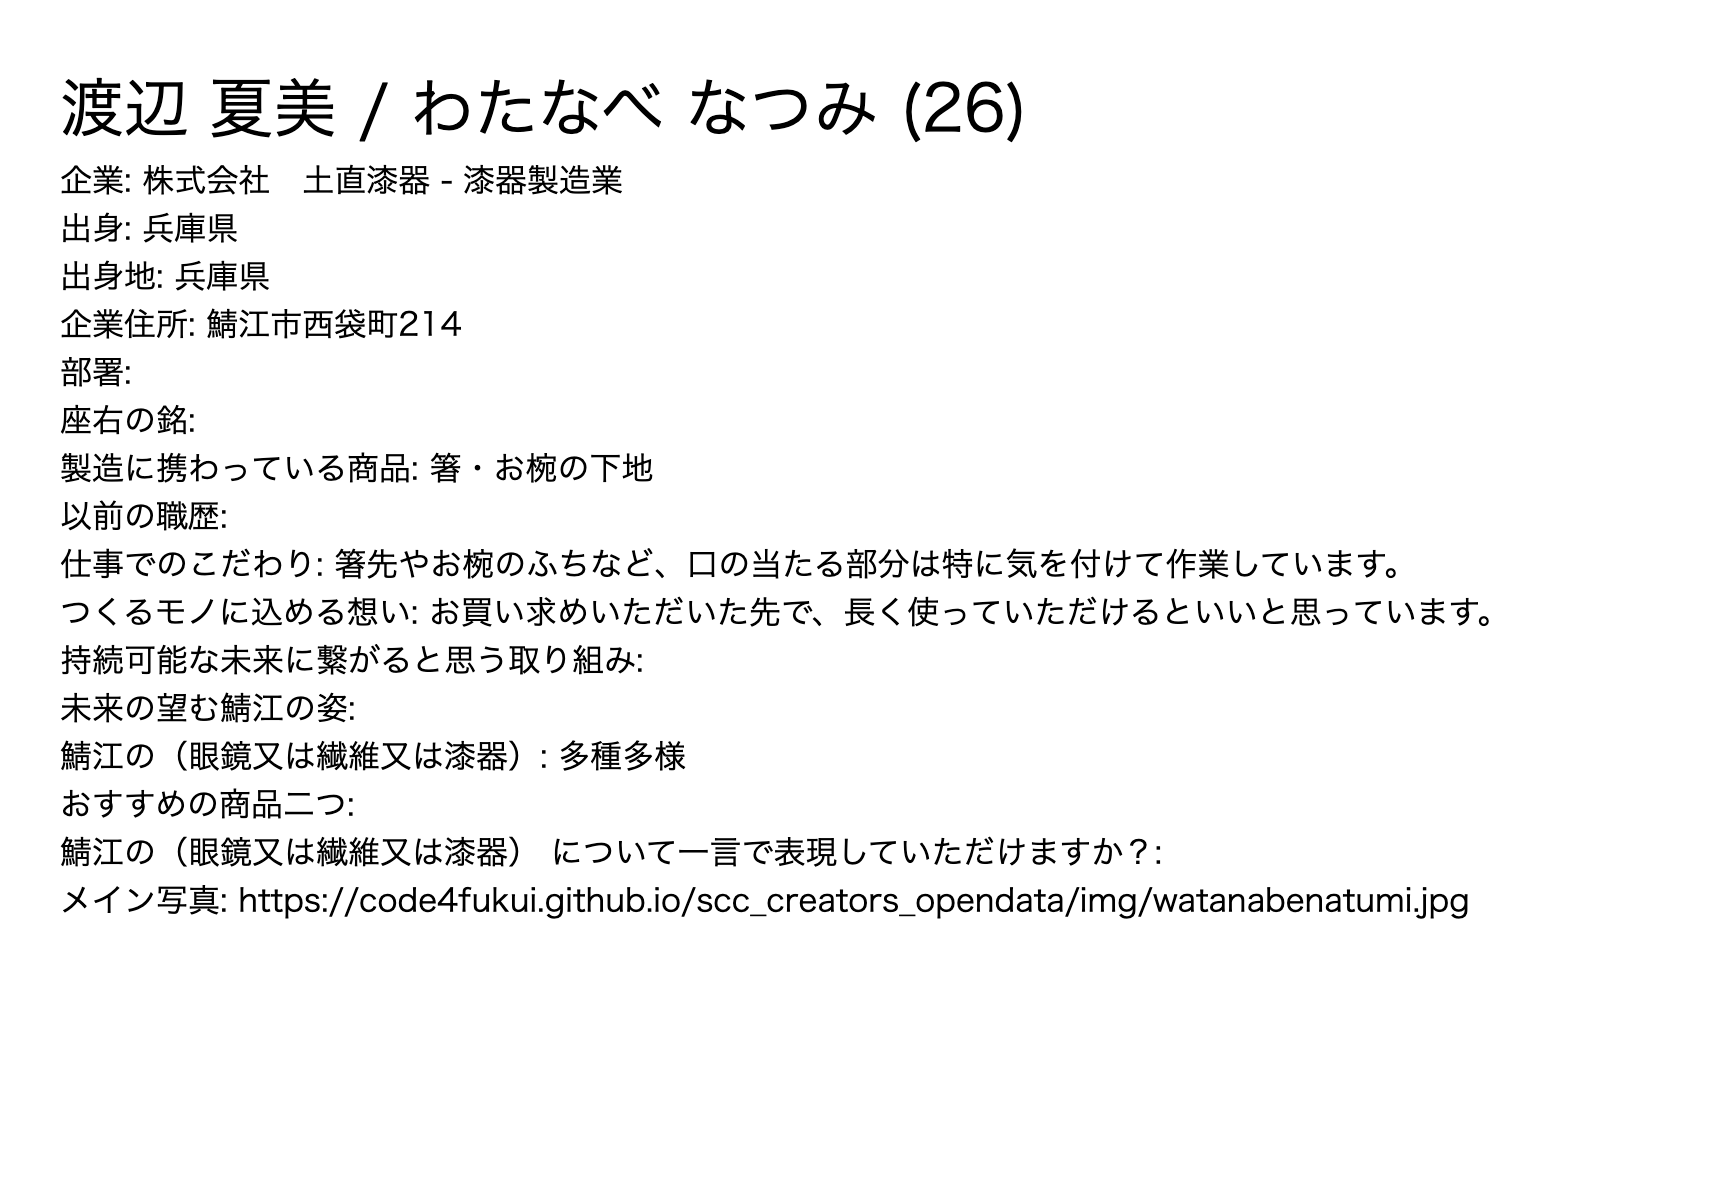 渡辺 夏美 / わたなべ なつみ (26)
企業: 株式会社　土直漆器 - 漆器製造業
出身: 兵庫県
出身地: 兵庫県
企業住所: 鯖江市西袋町214
部署:
座右の銘:
製造に携わっている商品: 箸・お椀の下地
以前の職歴:
仕事でのこだわり: 箸先やお椀のふちなど、口の当たる部分は特に気を付けて作業しています。
つくるモノに込める想い: お買い求めいただいた先で、長く使っていただけるといいと思っています。
持続可能な未来に繋がると思う取り組み:
未来の望む鯖江の姿:
鯖江の（眼鏡又は繊維又は漆器）: 多種多様
おすすめの商品二つ:
鯖江の（眼鏡又は繊維又は漆器） について一言で表現していただけますか？:
メイン写真: https://code4fukui.github.io/scc_creators_opendata/img/watanabenatumi.jpg